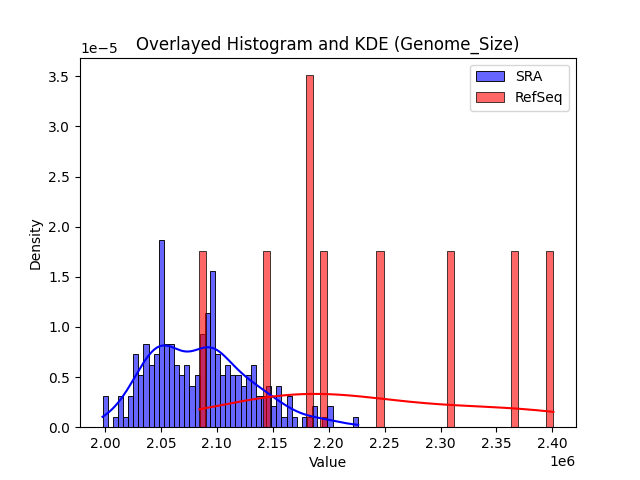 Overlayed Histogram and KDE (Genome_Size)
1e−5
SRA
RefSeq
3.5
3.0
2.5
2.0
1.5
1.0
0.5
0.0
Density
2.00 2.05 2.10 2.15 2.20 2.25 2.30 2.35 2.40
Value
1e6